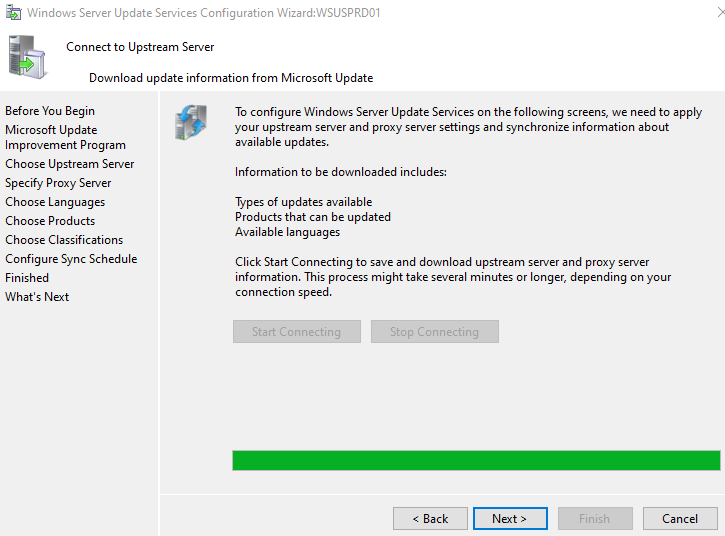 Windows Server Update Services Configuration Wizard:WSUSPRD01
Connect to Upstream Server
Download update information from Microsoft Update
Before You Begin
Microsoft Update
Improvement Program
Choose Upstream Server
Specify Proxy Server
Choose Languages
Choose Products
Choose Classifications
Configure Sync Schedule
Finished
What's Next
To configure Windows Server Update Services on the following screens, we need to apply
your upstream server and proxy server settings and synchronize information about
available updates.
Information to be downloaded includes:
Types of updates available
Products that can be updated
Available languages
Click Start Connecting to save and download upstream server and proxy server
information. This process might take several minutes or longer, depending on your
connection speed.
Start Connecting Stop Connecting
< Back Next > Finish Cancel